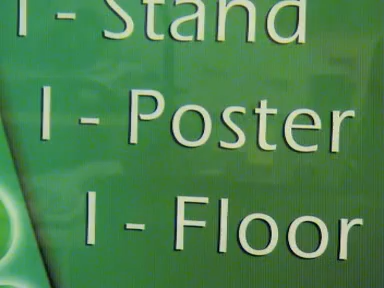 I - Stand
I - Poster
I - Floor